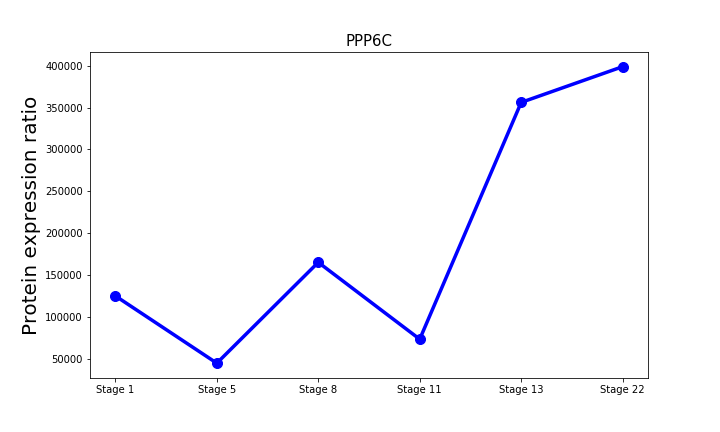 PPP6C
Protein expression ratio
400000
350000
300000
250000
200000
150000
100000
50000
Stage 1 Stage 5 Stage 8 Stage 11 Stage 13 Stage 22